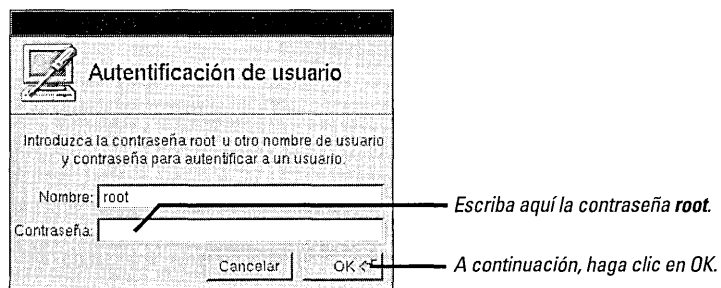 Autentificación de usuario
Introduzca la contraseña root u otro nombre de usuario
y contraseña para autentificar a un usuario.
Nombre: root
Contraseña:
Escriba aquí la contraseña root.
Cancelar OK
A continuación, haga clic en OK.